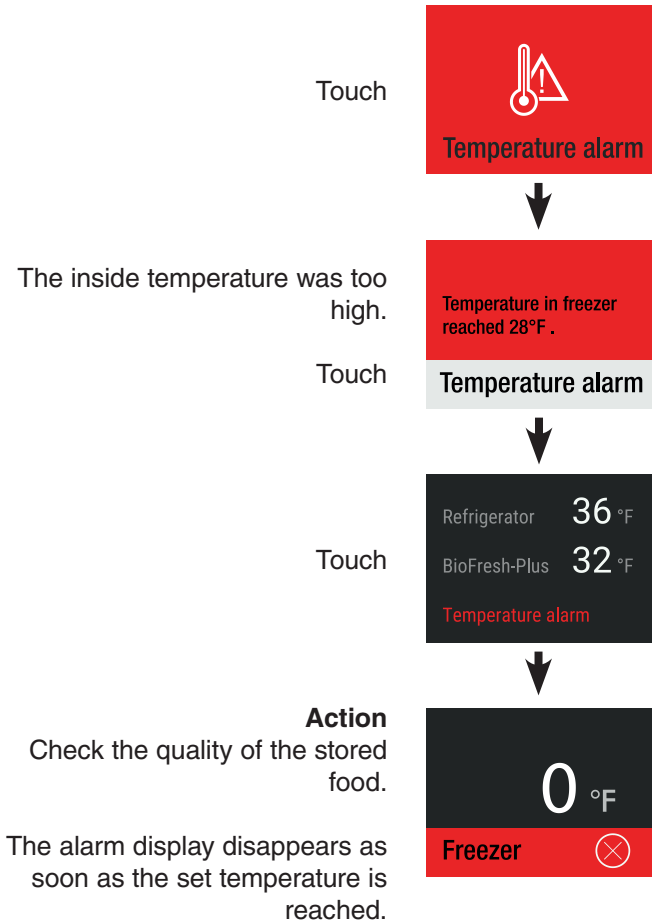 Touch
Temperature alarm
The inside temperature was too
high.
Temperature in freezer
reached 28°F .
Touch
Temperature alarm
Touch
Refrigerator 36 °F
BioFresh-Plus 32 °F
Temperature alarm
Action
Check the quality of the stored
food.
0 °F
The alarm display disappears as
soon as the set temperature is
reached.
Freezer